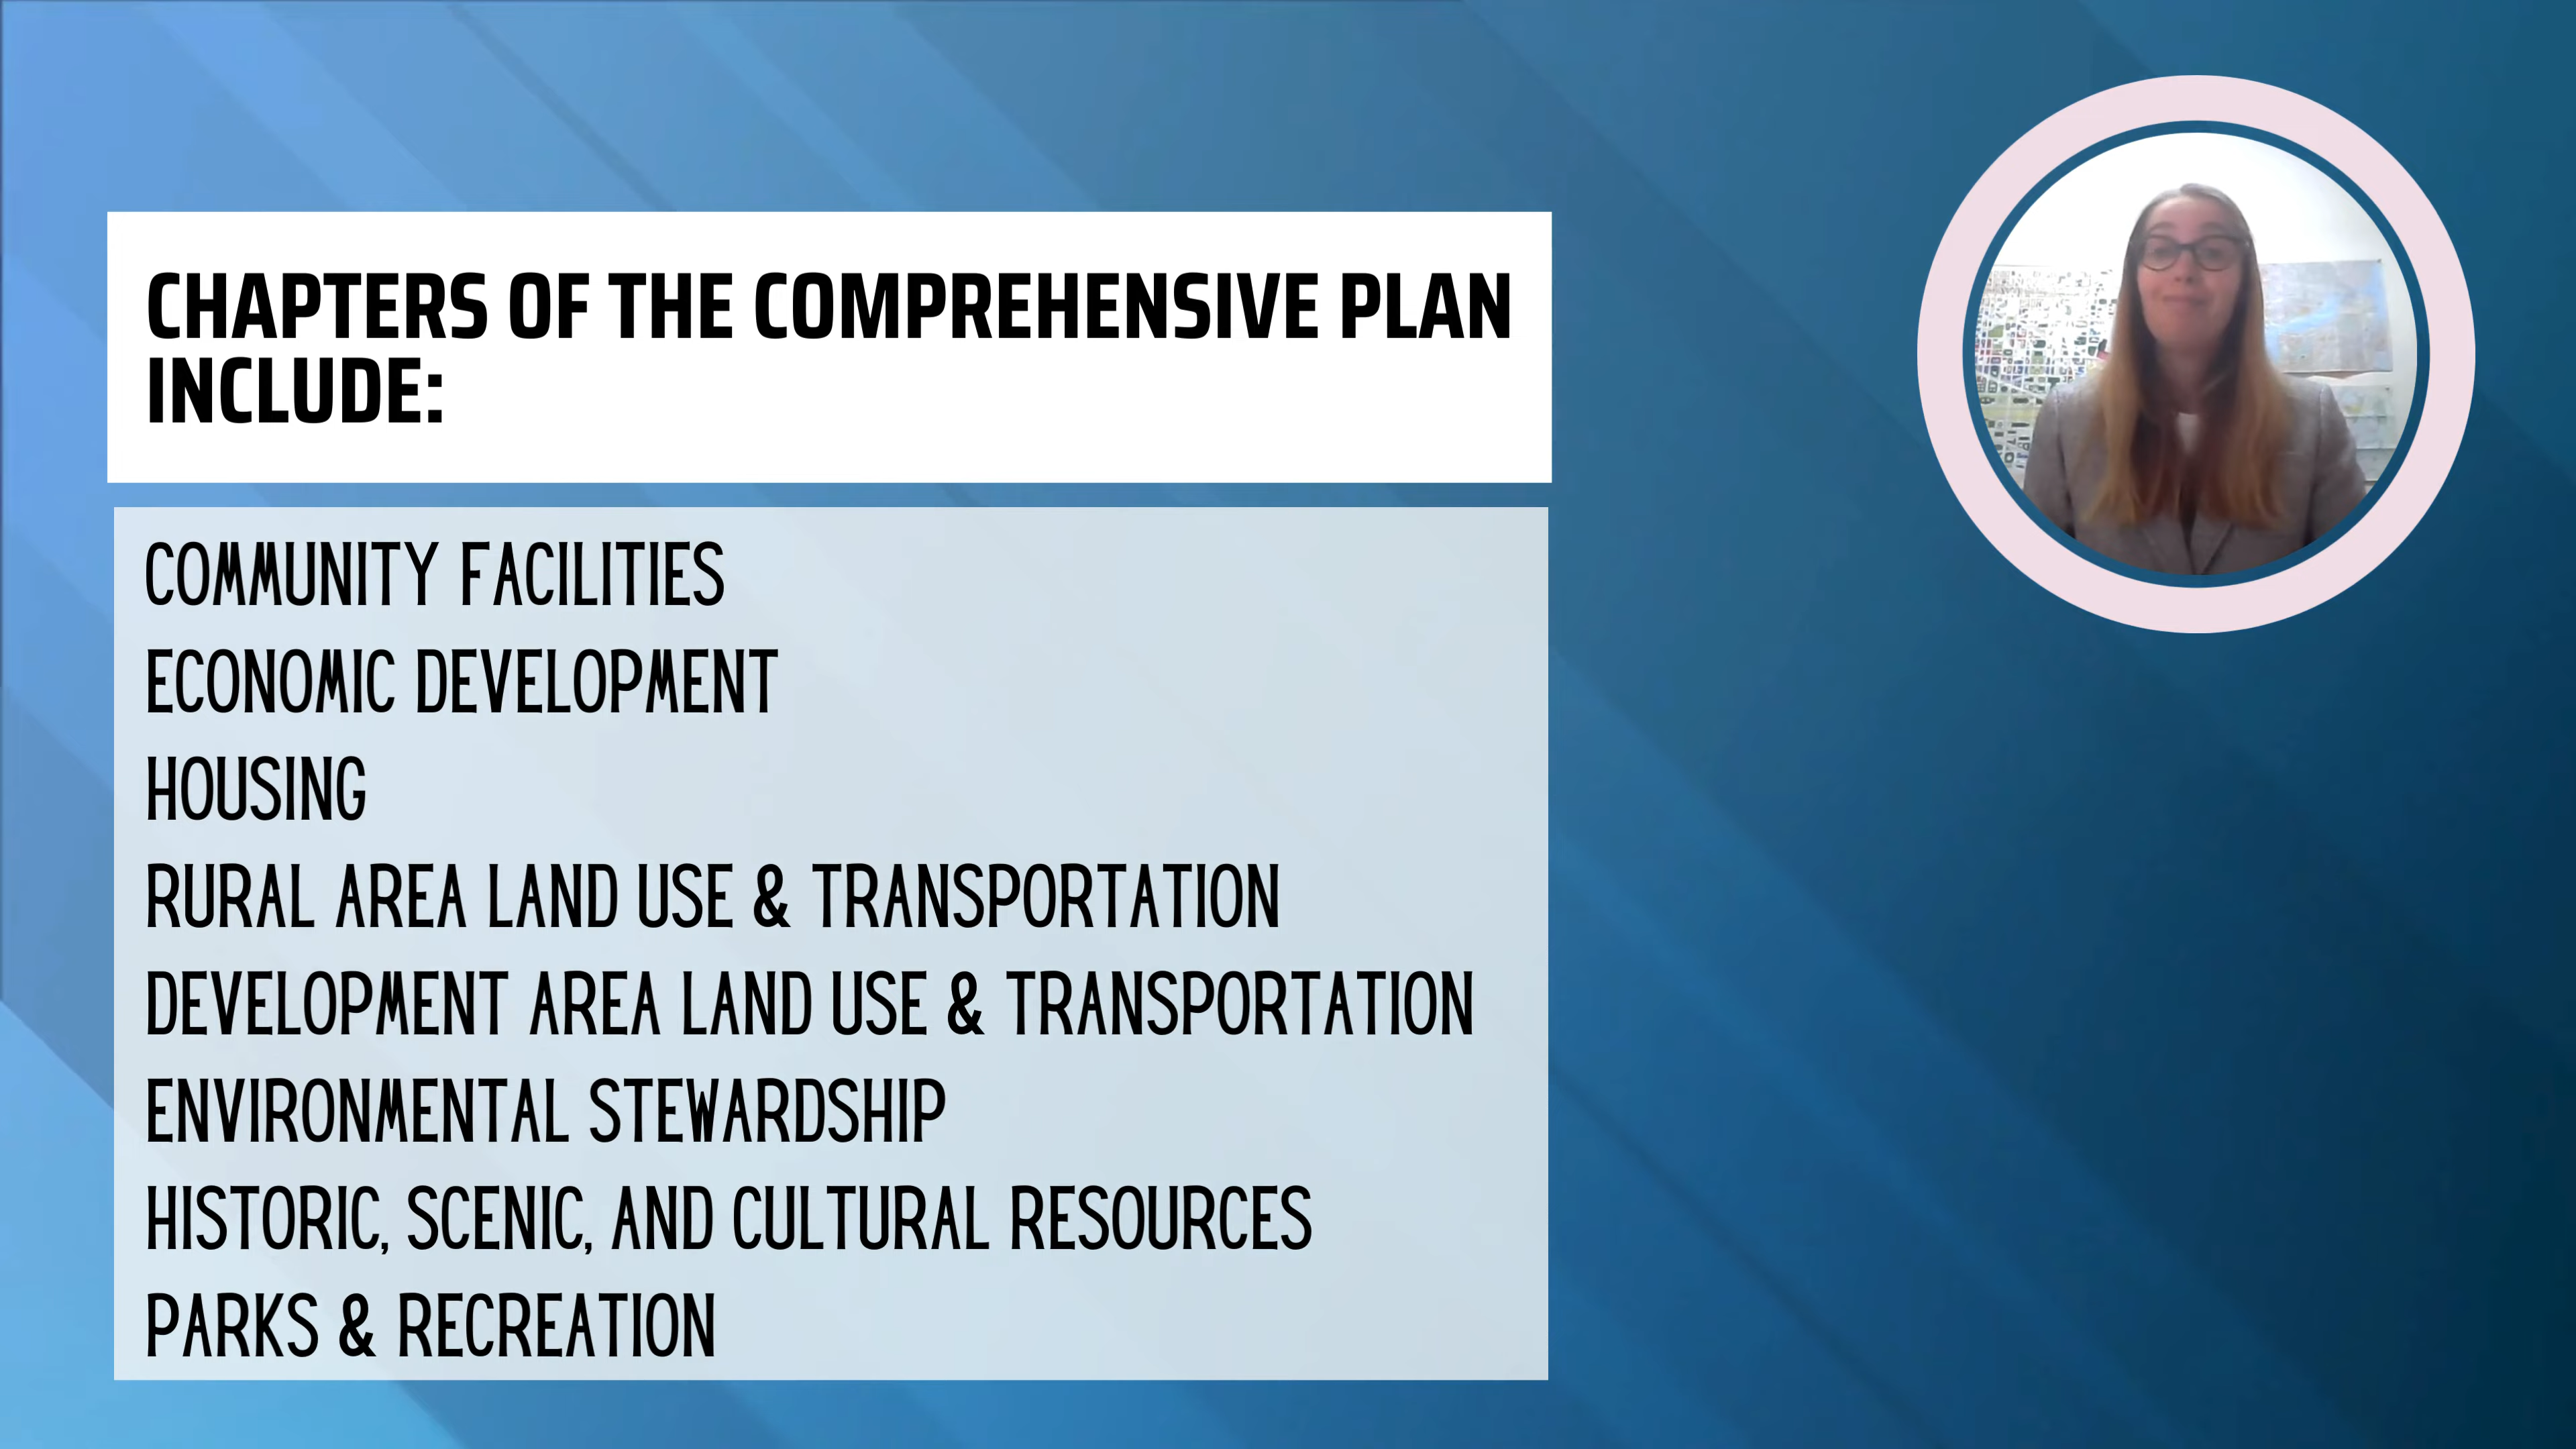 CHAPTERS OF THE COMPREHENSIVE PLAN
INCLUDE:
COMMUNITY FACILITIES
ECONOMIC DEVELOPMENT
HOUSING
RURAL AREA LAND USE & TRANSPORTATION
DEVELOPMENT AREA LAND USE & TRANSPORTATION
ENVIRONMENTAL STEWARDSHIP
HISTORIC, SCENIC, AND CULTURAL RESOURCES
PARKS & RECREATION